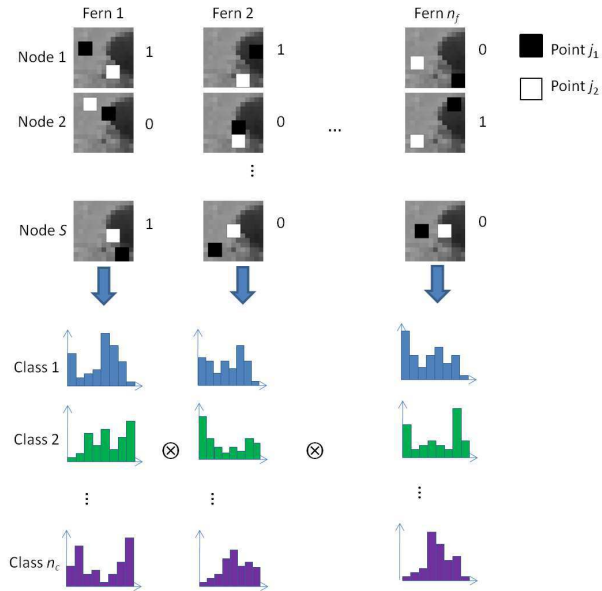 Fern 1 Fern 2 Fern n_f
Node 1 1 1 0 Point j_1
Point j_2
Node 2 0 0 ... 1
⋮
Node S 1 0 0
Class 1
Class 2 ⊗ ⊗
⋮ ⋮ ⋮
Class n_c